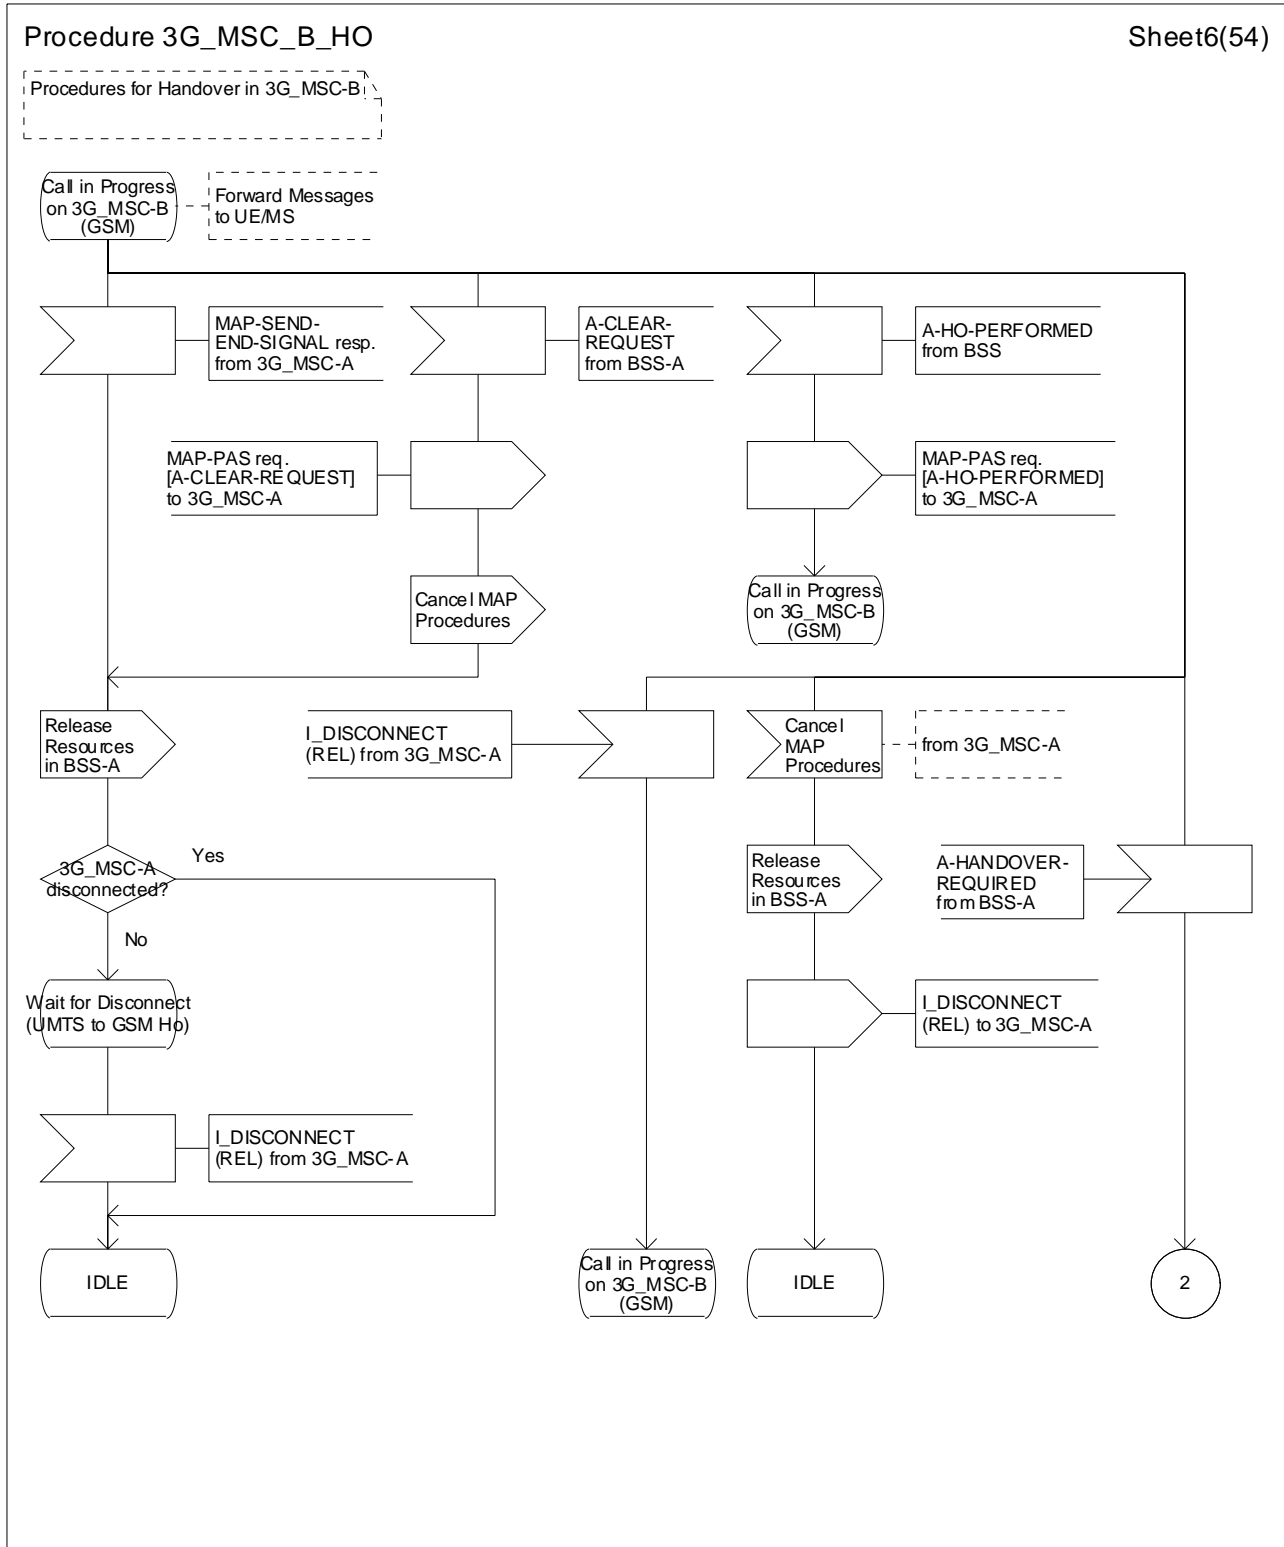 Procedure 3G_MSC_B_HO
Sheet6(54)
Procedures for Handover in 3G_MSC-B
Call in Progress
on 3G_MSC-B
(GSM)
Forward Messages
to UE/MS
MAP-SEND-
END-SIGNAL resp.
from 3G_MSC-A
A-CLEAR-
REQUEST
from BSS-A
A-HO-PERFORMED
from BSS
MAP-PAS req.
[A-CLEAR-REQUEST]
to 3G_MSC-A
MAP-PAS req.
[A-HO-PERFORMED]
to 3G_MSC-A
Cancel MAP
Procedures
Call in Progress
on 3G_MSC-B
(GSM)
Release
Resources
in BSS-A
I_DISCONNECT
(REL) from 3G_MSC-A
Cancel
MAP
Procedures
from 3G_MSC-A
3G_MSC-A
disconnected?
Yes
No
Release
Resources
in BSS-A
A-HANDOVER-
REQUIRED
from BSS-A
Wait for Disconnect
(UMTS to GSM Ho)
I_DISCONNECT
(REL) to 3G_MSC-A
I_DISCONNECT
(REL) from 3G_MSC-A
IDLE
Call in Progress
on 3G_MSC-B
(GSM)
IDLE
2